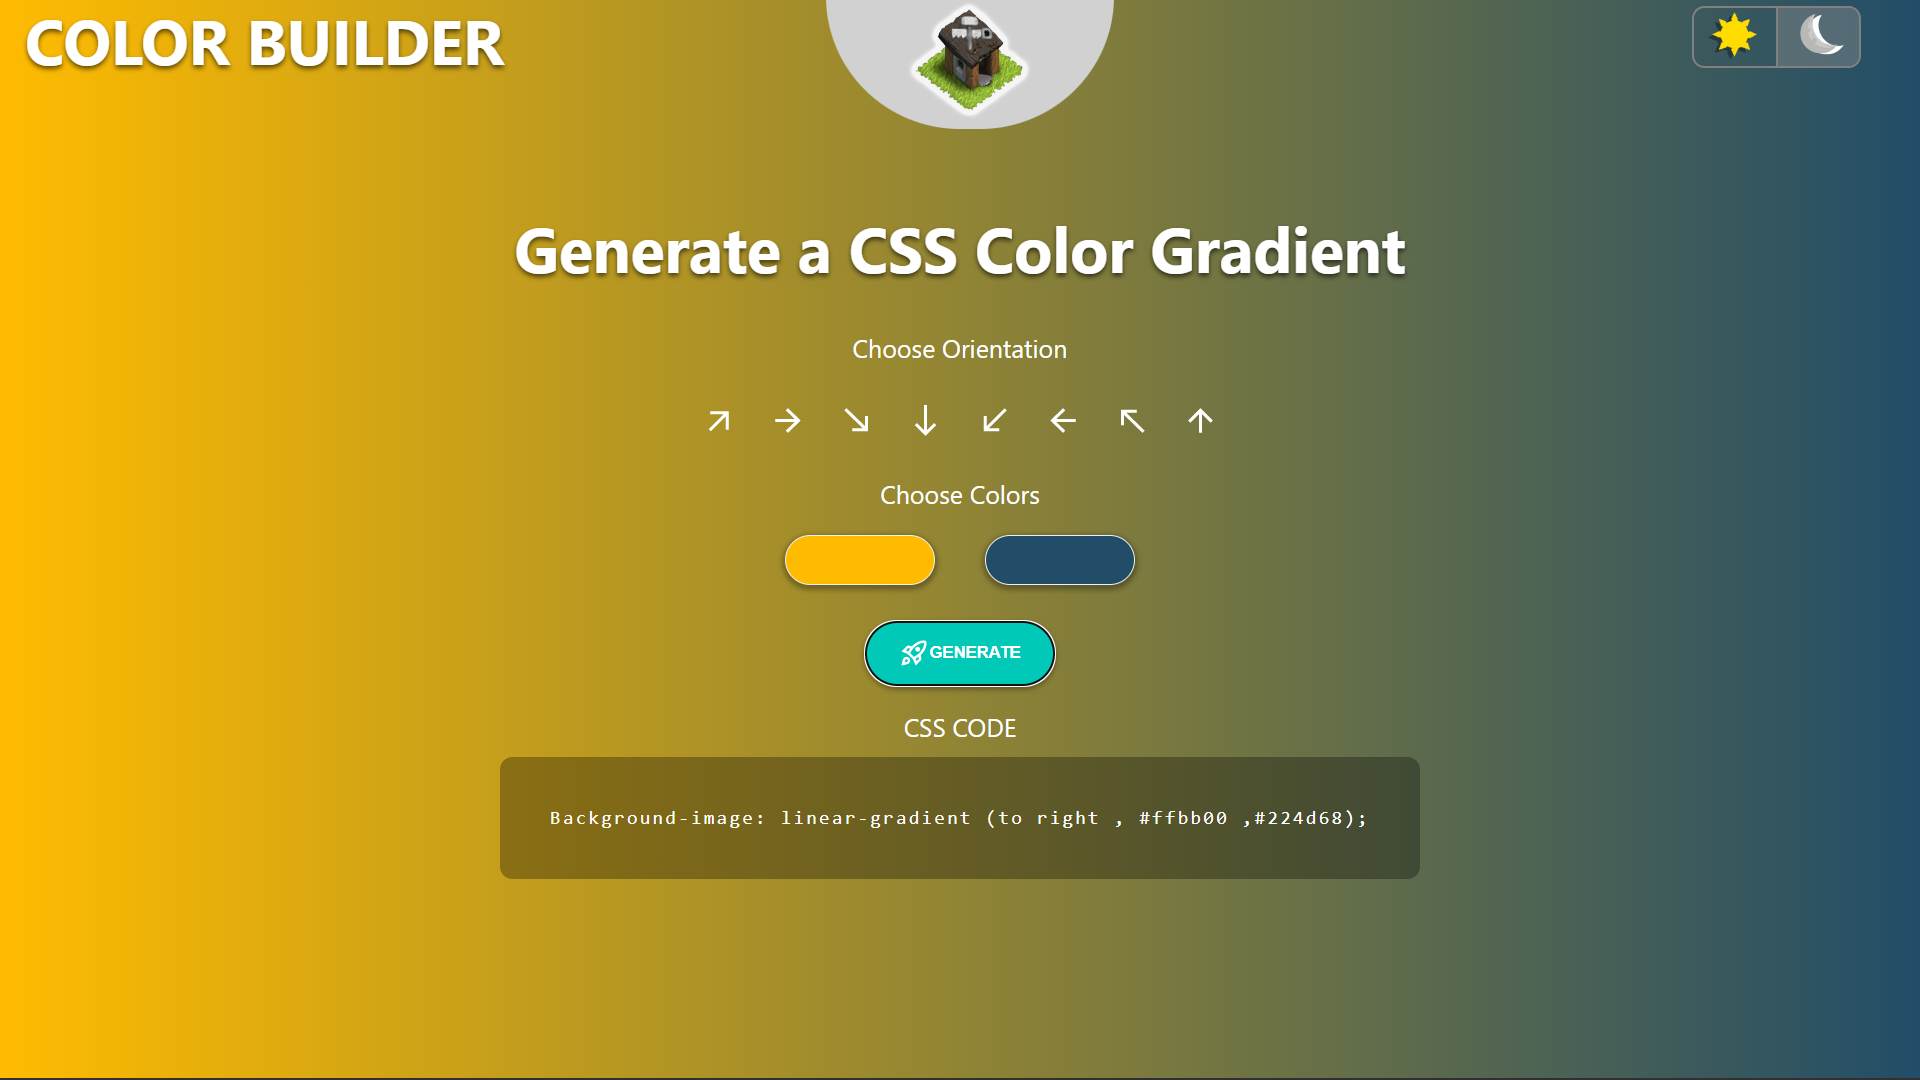 COLOR BUILDER
Generate a CSS Color Gradient
Choose Orientation
Choose Colors
GENERATE
CSS CODE
Background-image: linear-gradient (to right , #ffbb00 ,#224d68);